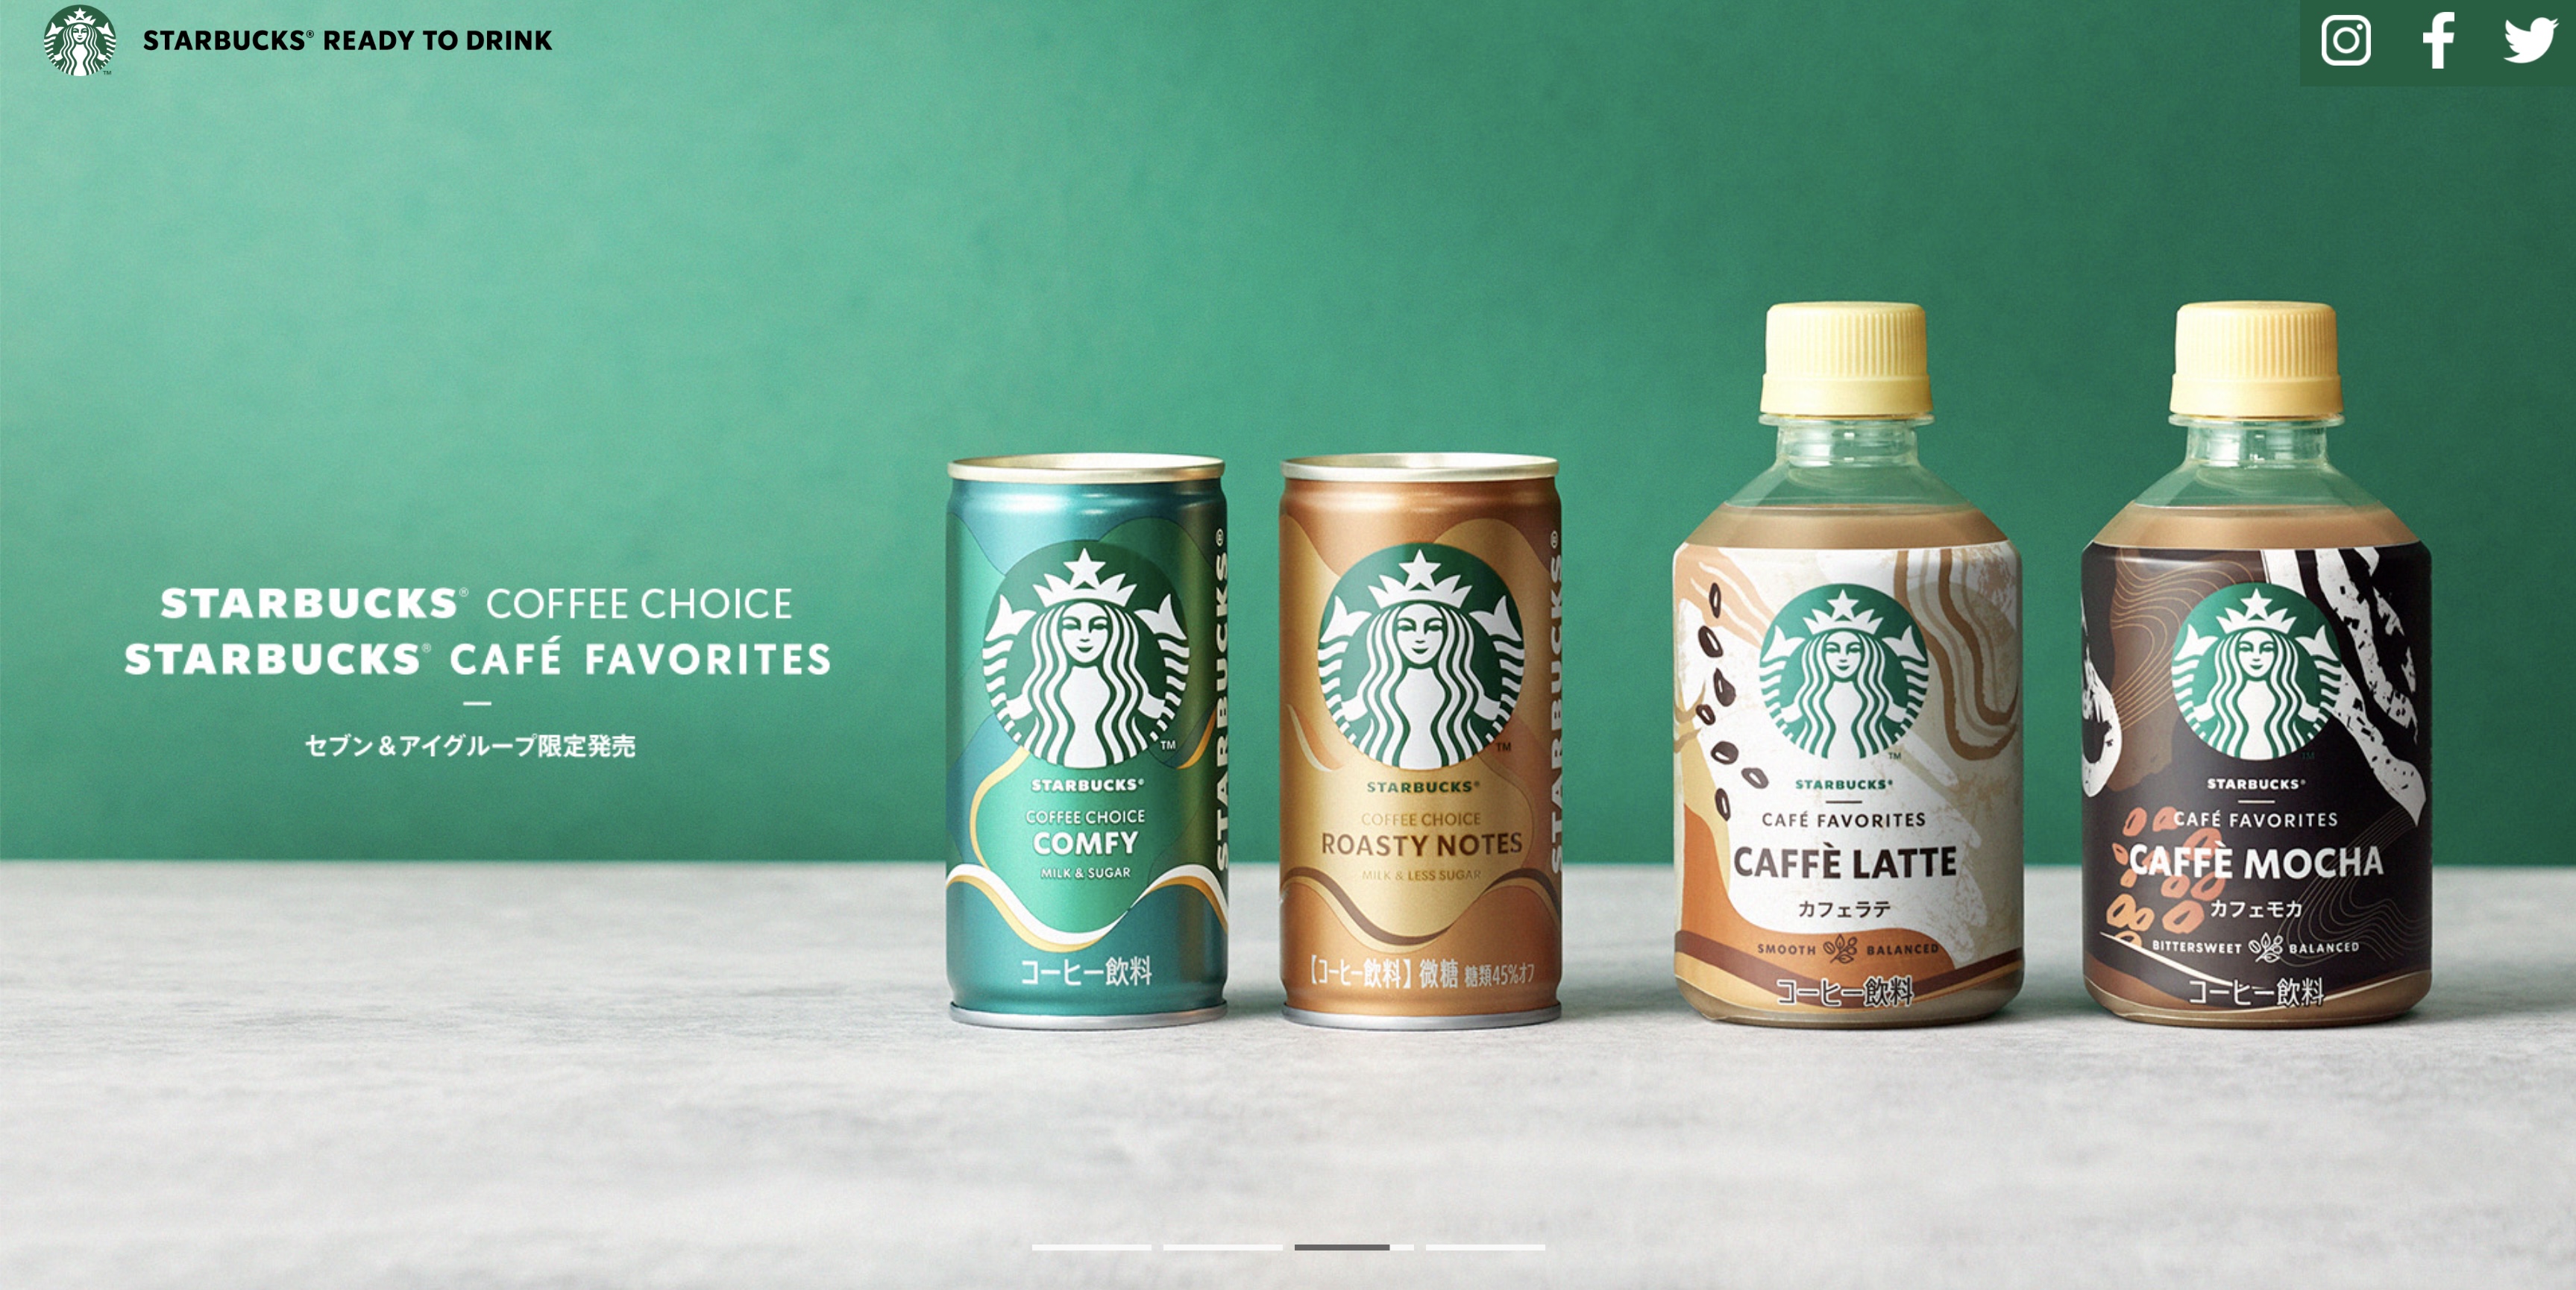 STARBUCKS® READY TO DRINK
STARBUCKS® COFFEE CHOICE
STARBUCKS® CAFÉ FAVORITES
セブン＆アイグループ限定発売
STARBUCKS®
TM
STARBUCKS®
COFFEE CHOICE
COMFY
MILK & SUGAR
コーヒー飲料
STARBUCKS®
TM
STARBUCKS®
COFFEE CHOICE
ROASTY NOTES
MILK & LESS SUGAR
【コーヒー飲料】微糖 糖類45%オフ
TM
STARBUCKS®
CAFÉ FAVORITES
CAFFÈ LATTE
カフェラテ
SMOOTH BALANCED
コーヒー飲料
TM
STARBUCKS®
CAFÉ FAVORITES
CAFFÈ MOCHA
カフェモカ
BITTERSWEET BALANCED
コーヒー飲料